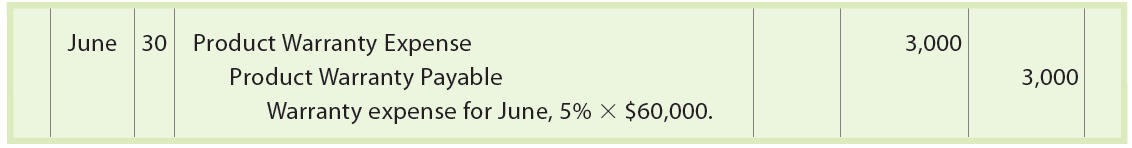 June 30 Product Warranty Expense 3,000
Product Warranty Payable 3,000
Warranty expense for June, 5% × $60,000.